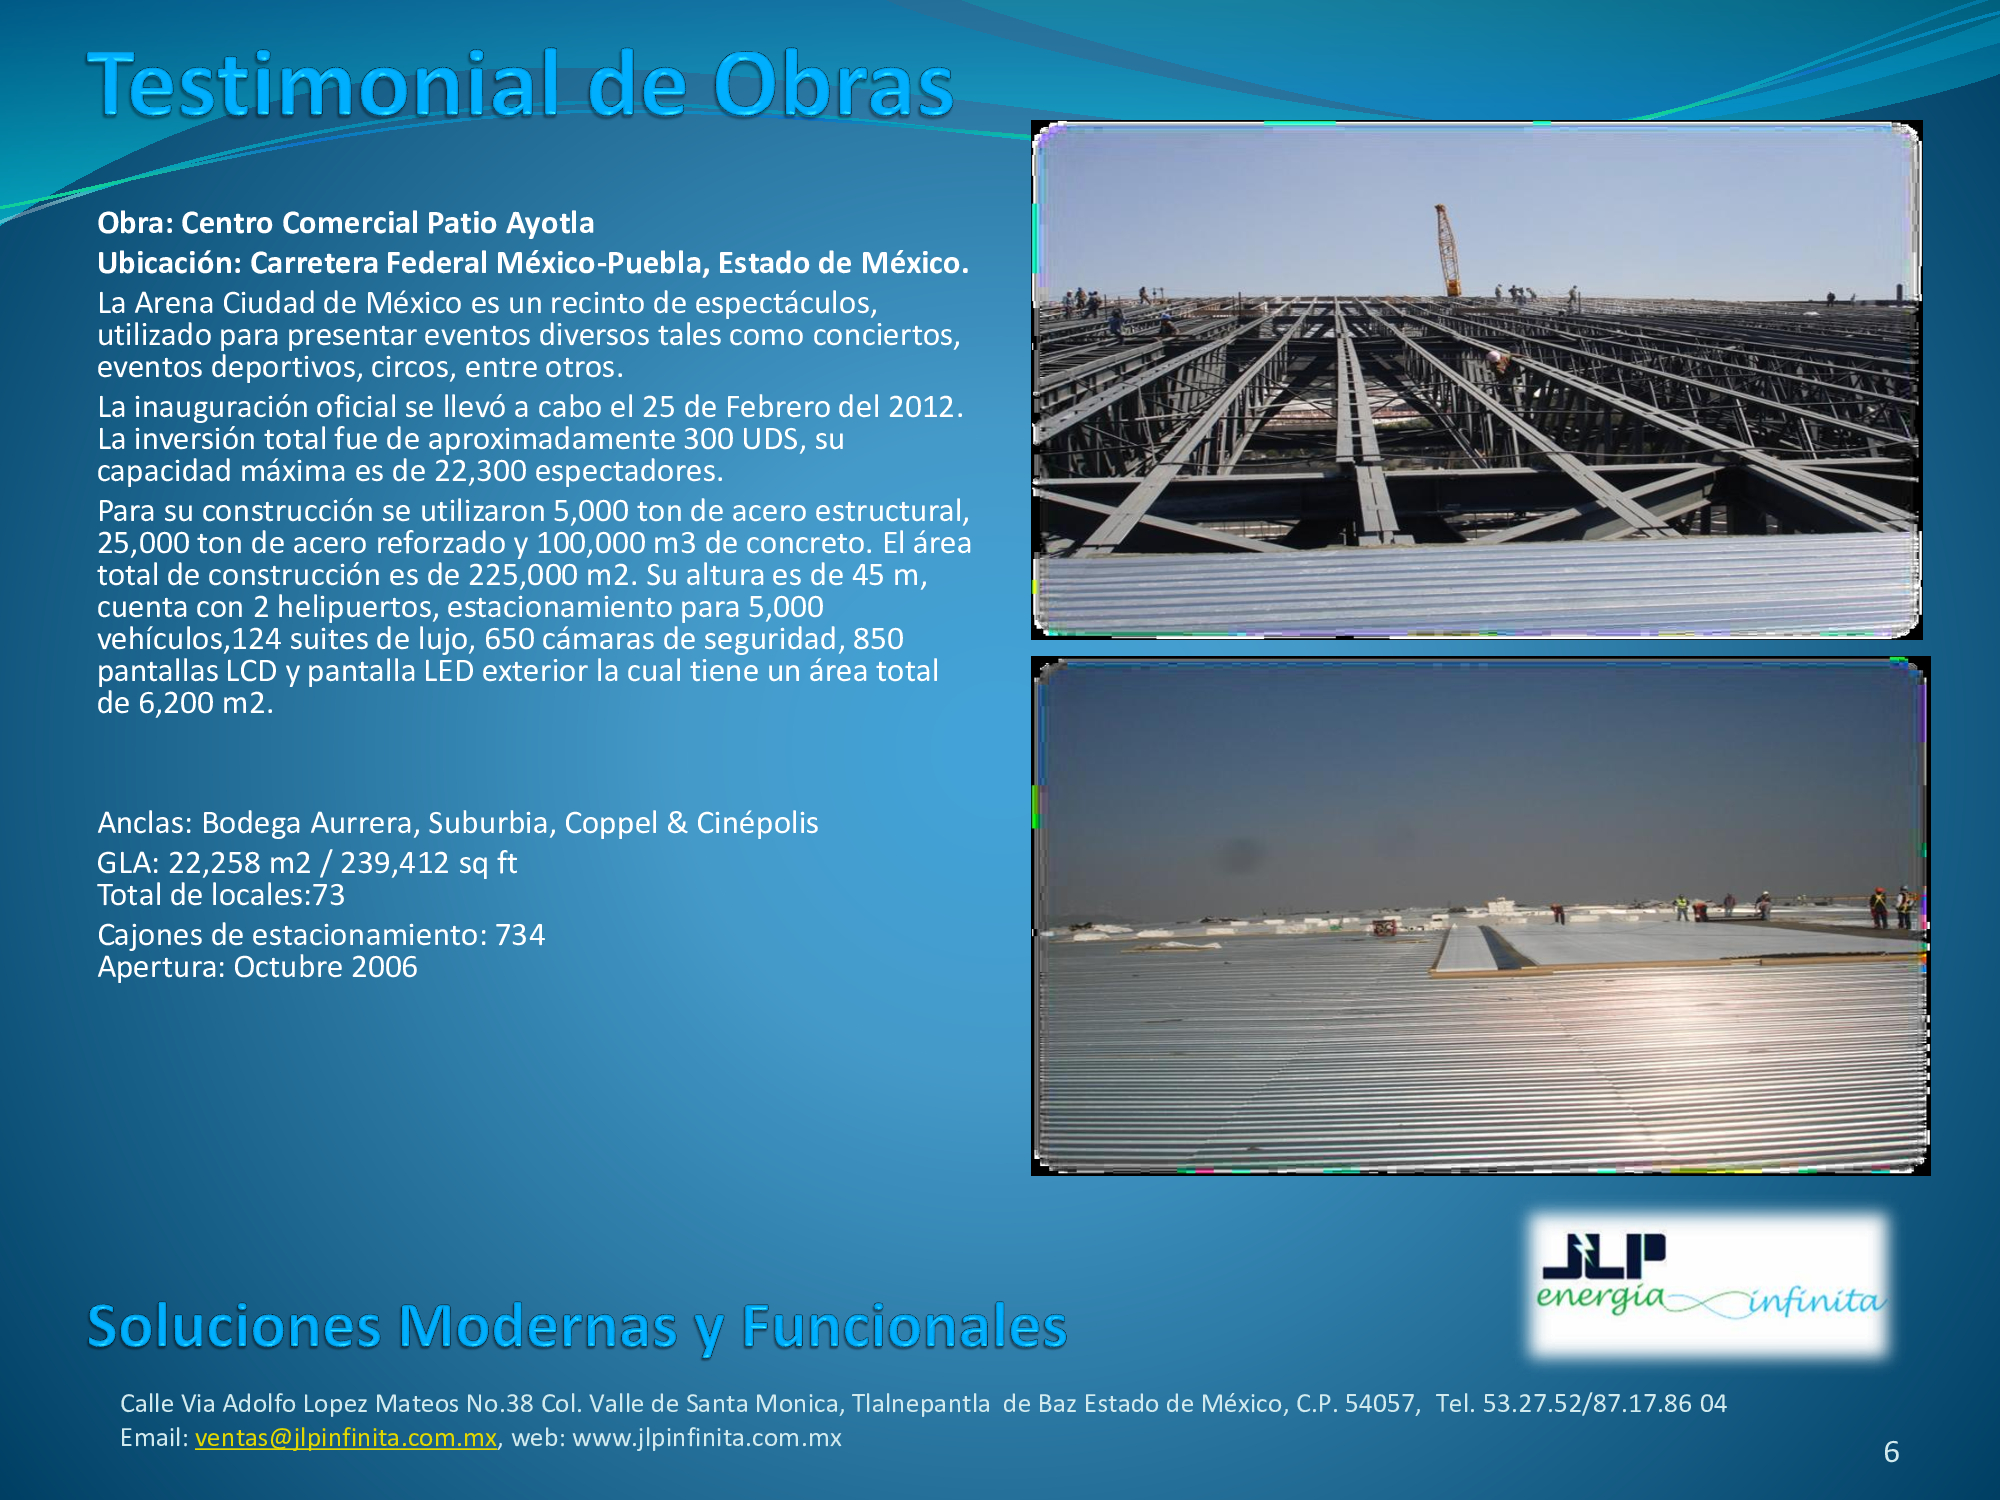 Testimonial de Obras
Obra: Centro Comercial Patio Ayotla
Ubicación: Carretera Federal México-Puebla, Estado de México.
La Arena Ciudad de México es un recinto de espectáculos,
utilizado para presentar eventos diversos tales como conciertos,
eventos deportivos, circos, entre otros.
La inauguración oficial se llevó a cabo el 25 de Febrero del 2012.
La inversión total fue de aproximadamente 300 UDS, su
capacidad máxima es de 22,300 espectadores.
Para su construcción se utilizaron 5,000 ton de acero estructural,
25,000 ton de acero reforzado y 100,000 m3 de concreto. El área
total de construcción es de 225,000 m2. Su altura es de 45 m,
cuenta con 2 helipuertos, estacionamiento para 5,000
vehículos,124 suites de lujo, 650 cámaras de seguridad, 850
pantallas LCD y pantalla LED exterior la cual tiene un área total
de 6,200 m2.
Anclas: Bodega Aurrera, Suburbia, Coppel & Cinépolis
GLA: 22,258 m2 / 239,412 sq ft
Total de locales:73
Cajones de estacionamiento: 734
Apertura: Octubre 2006
JLP
energía infinita
Soluciones Modernas y Funcionales
Calle Via Adolfo Lopez Mateos No.38 Col. Valle de Santa Monica, Tlalnepantla de Baz Estado de México, C.P. 54057, Tel. 53.27.52/87.17.86 04
Email: ventas@jlpinfinita.com.mx, web: www.jlpinfinita.com.mx
6